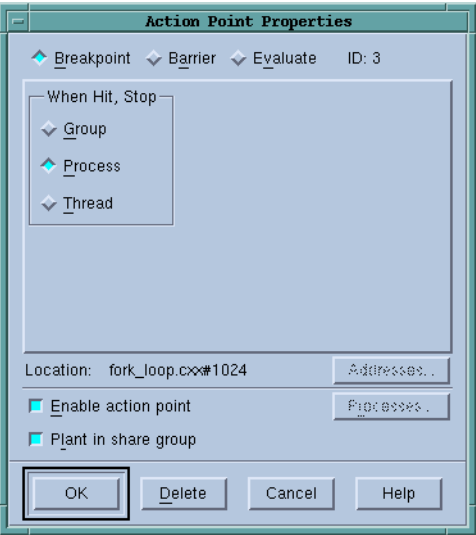 Action Point Properties
Breakpoint Barrier Evaluate ID: 3
When Hit, Stop
Group
Process
Thread
Location: fork_loop.cxx#1024 Addresses...
Enable action point Processes...
Plant in share group
OK Delete Cancel Help